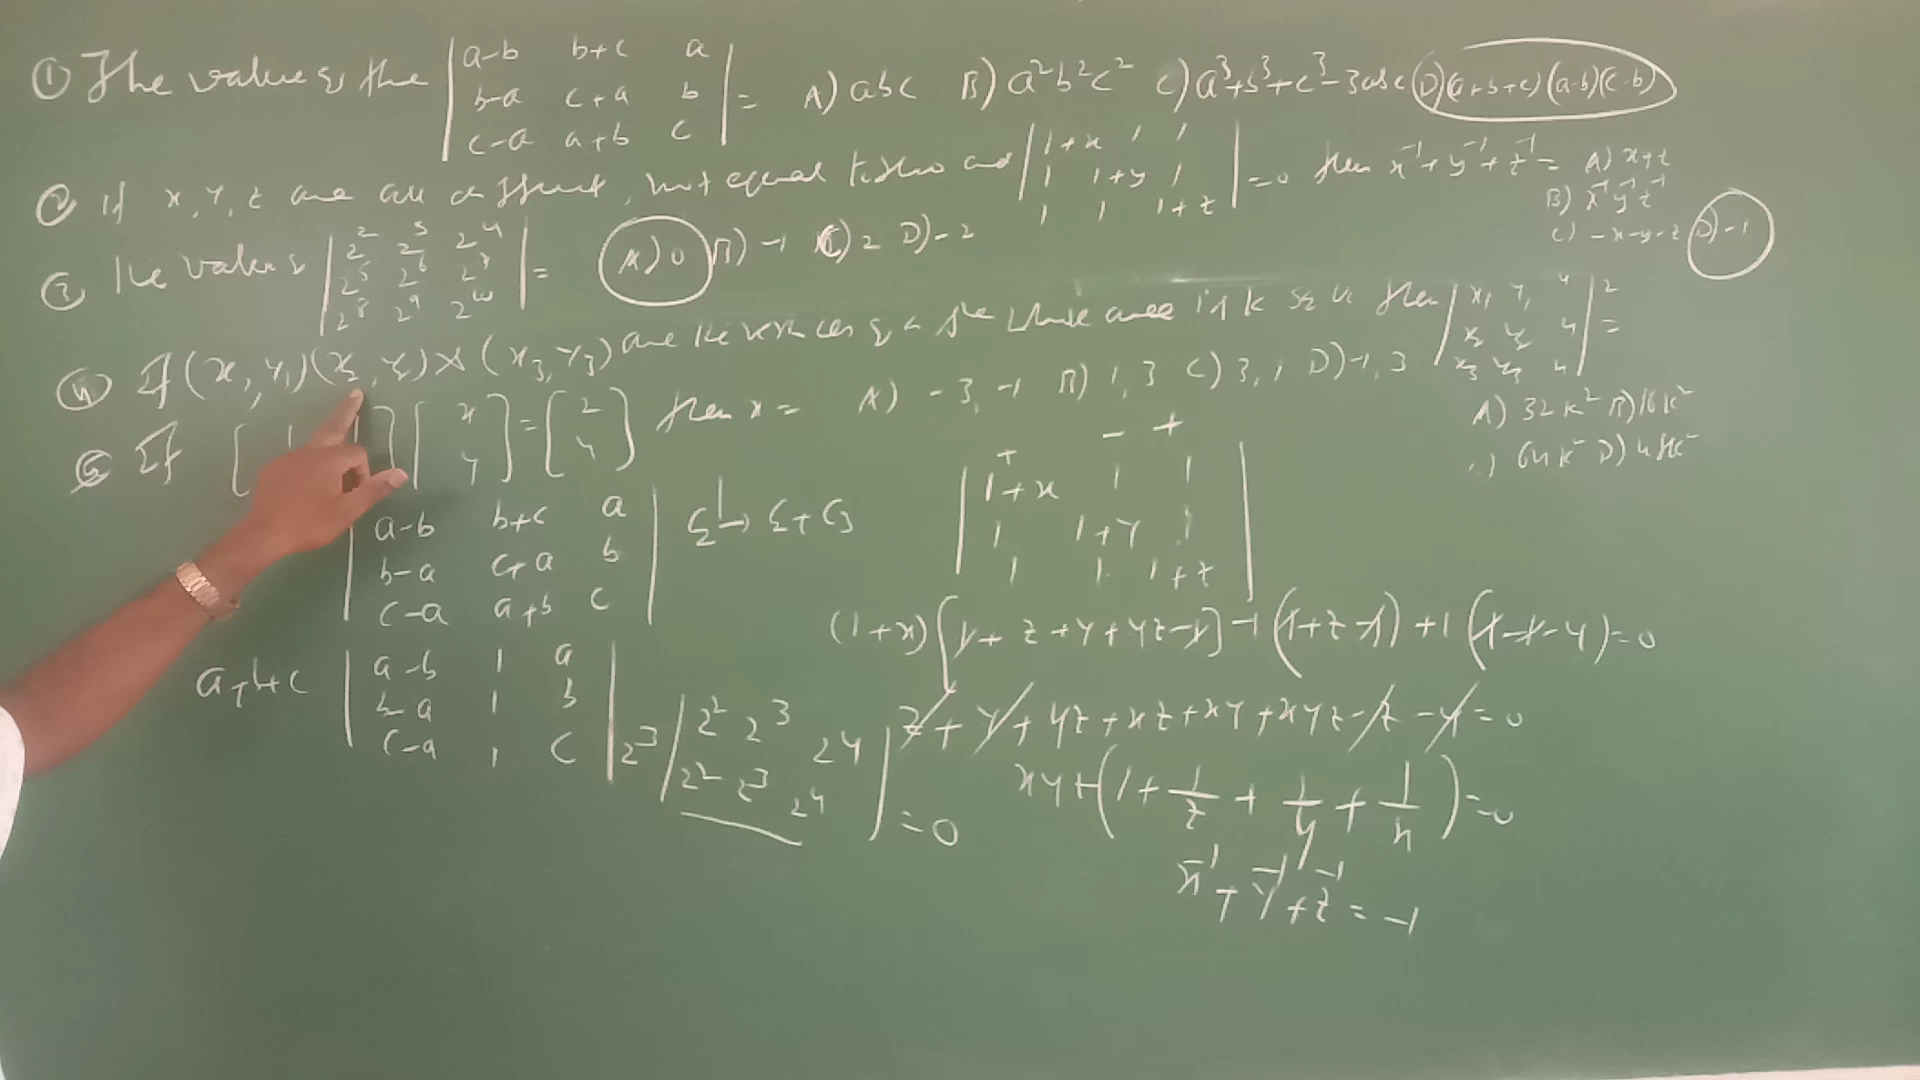 ① The value of the | a-b b+c a | = A) abc B) a²b²c² C) a³+b³+c³-3abc D) (a+b+c)(a-b)(c-b)
| b-a c+a b |
| c-a a+b c |
② If x, y, z are all different, not equal to zero and | 1+x 1 1 | = 0 then x⁻¹+y⁻¹+z⁻¹ = A) xyz
| 1 1+y 1 | B) x⁻¹y⁻¹z⁻¹
| 1 1 1+z | C) -x-y-z D) -1
③ The value of | 2² 2³ 2⁴ | = A) 0 B) -1 C) 2 D) -2
| 2⁵ 2⁶ 2⁷ |
| 2⁸ 2⁹ 2¹⁰ |
④ If (x, y₁) (x₂, y₂) (x₃, y₃) are the vertices of a whose area is k then | x₁ y₁ 4 |² =
| x₂ y₂ 4 |
| x₃ y₃ 4 |
A) 32k² B) 16k²
C) 64k² D) 48k²
⑤ If [ 1 ] [ x y ] = [ 2 4 ] then x = A) -3, -1 B) 1, 3 C) 3, 1 D) -1, 3
| a-b b+c a | C₂ → C₂ + C₃
| b-a c+a b |
| c-a a+b c |
a+b+c | a-b 1 a |
| b-a 1 b |
| c-a 1 c |
2³ | 2² 2³ 2⁴ |
| 2² 2³ 2⁴ | = 0
+ - +
| 1+x 1 1 |
| 1 1+y 1 |
| 1 1 1+z |
(1+x) [y + z + y + yz - y] - 1 (1+z-1) + 1 (1-1-y) = 0
z + y + yz + xz + xy + xyz - z - y = 0
xyz (1 + 1/z + 1/y + 1/x) = 0
x⁻¹ + y⁻¹ + z⁻¹ = -1